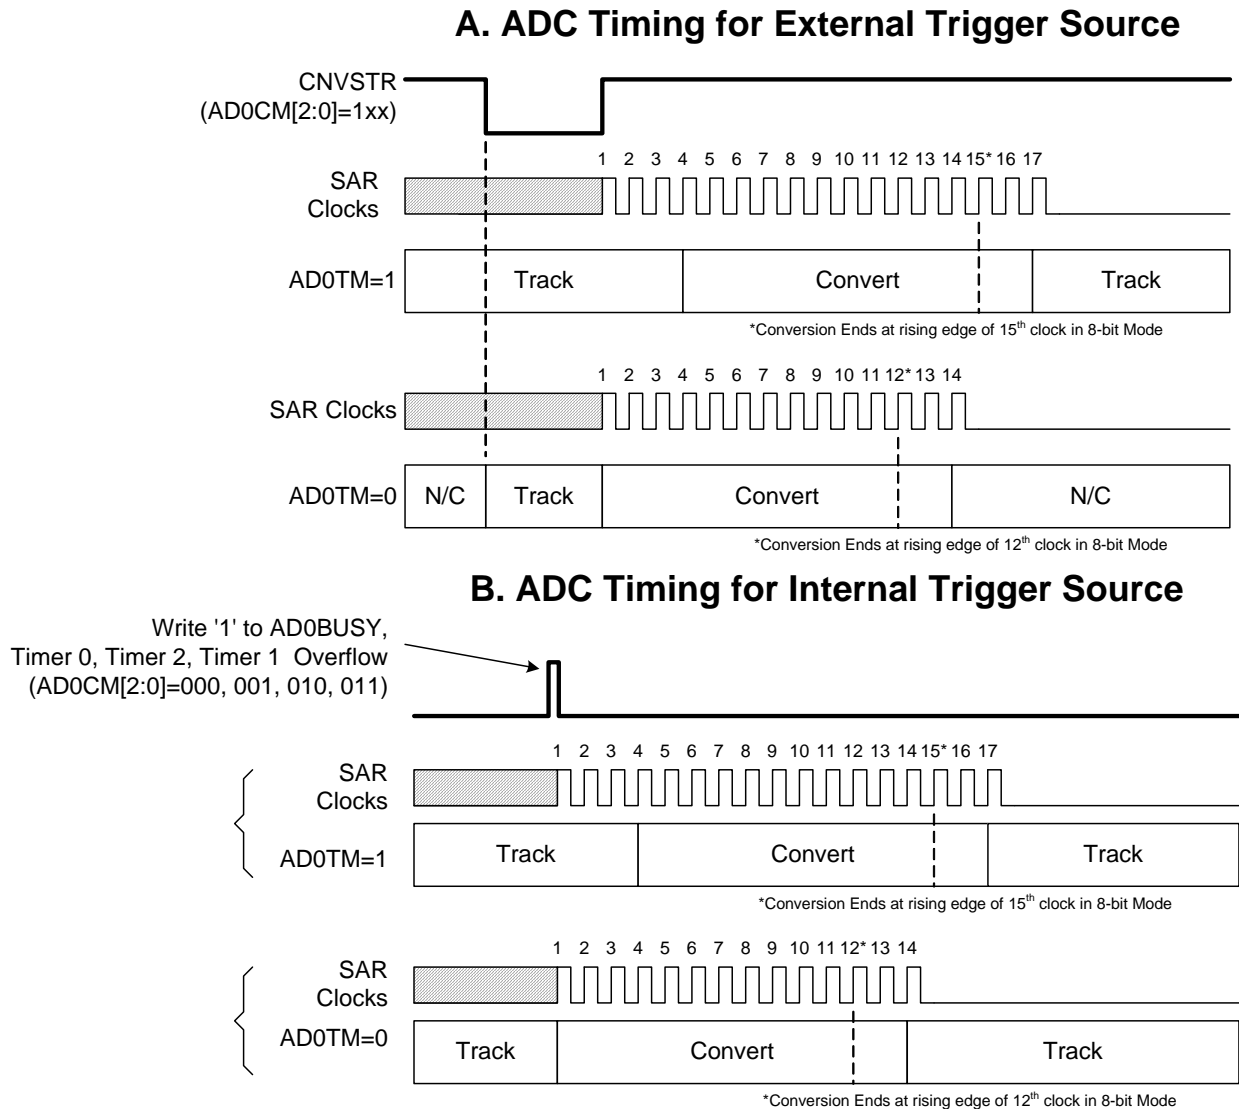 A. ADC Timing for External Trigger Source
CNVSTR
(AD0CM[2:0]=1xx)
1 2 3 4 5 6 7 8 9 10 11 12 13 14 15* 16 17
SAR
Clocks
AD0TM=1 Track Convert Track
*Conversion Ends at rising edge of 15th clock in 8-bit Mode
1 2 3 4 5 6 7 8 9 10 11 12* 13 14
SAR Clocks
AD0TM=0 N/C Track Convert N/C
*Conversion Ends at rising edge of 12th clock in 8-bit Mode
B. ADC Timing for Internal Trigger Source
Write '1' to AD0BUSY,
Timer 0, Timer 2, Timer 1 Overflow
(AD0CM[2:0]=000, 001, 010, 011)
1 2 3 4 5 6 7 8 9 10 11 12 13 14 15* 16 17
SAR
Clocks
AD0TM=1 Track Convert Track
*Conversion Ends at rising edge of 15th clock in 8-bit Mode
1 2 3 4 5 6 7 8 9 10 11 12* 13 14
SAR
Clocks
AD0TM=0 Track Convert Track
*Conversion Ends at rising edge of 12th clock in 8-bit Mode